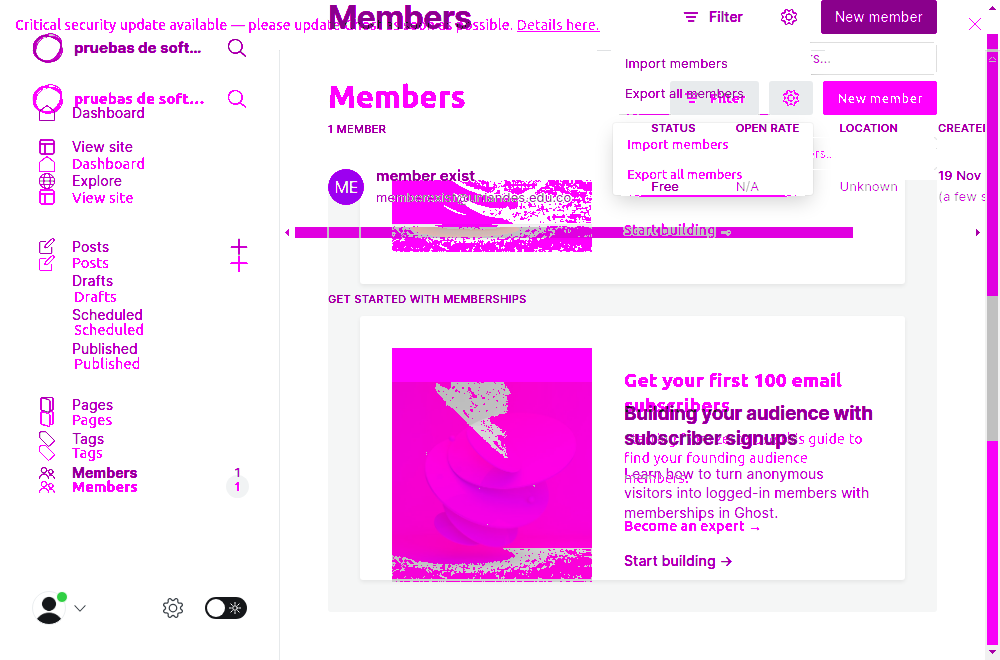 Members
Filter
New member
Critical security update available — please update Ghost as soon as possible. Details here.
pruebas de soft...
pruebas de soft...
Dashboard
View site
Dashboard
Explore
View site
Posts
Posts
Drafts
Drafts
Scheduled
Scheduled
Published
Published
Pages
Pages
Tags
Tags
Members 1
Members 1
Import members
Export all members
Members
Filter
New member
1 MEMBER
STATUS OPEN RATE LOCATION
Import members
Export all members
ME
member exist
Free N/A Unknown
19 Nov
(a few s
Start building →
GET STARTED WITH MEMBERSHIPS
Get your first 100 email
subscribers
Building your audience with
subscriber signups
guide to
find your founding audience
members.
Learn how to turn anonymous
visitors into logged-in members with
memberships in Ghost.
Become an expert →
Start building →